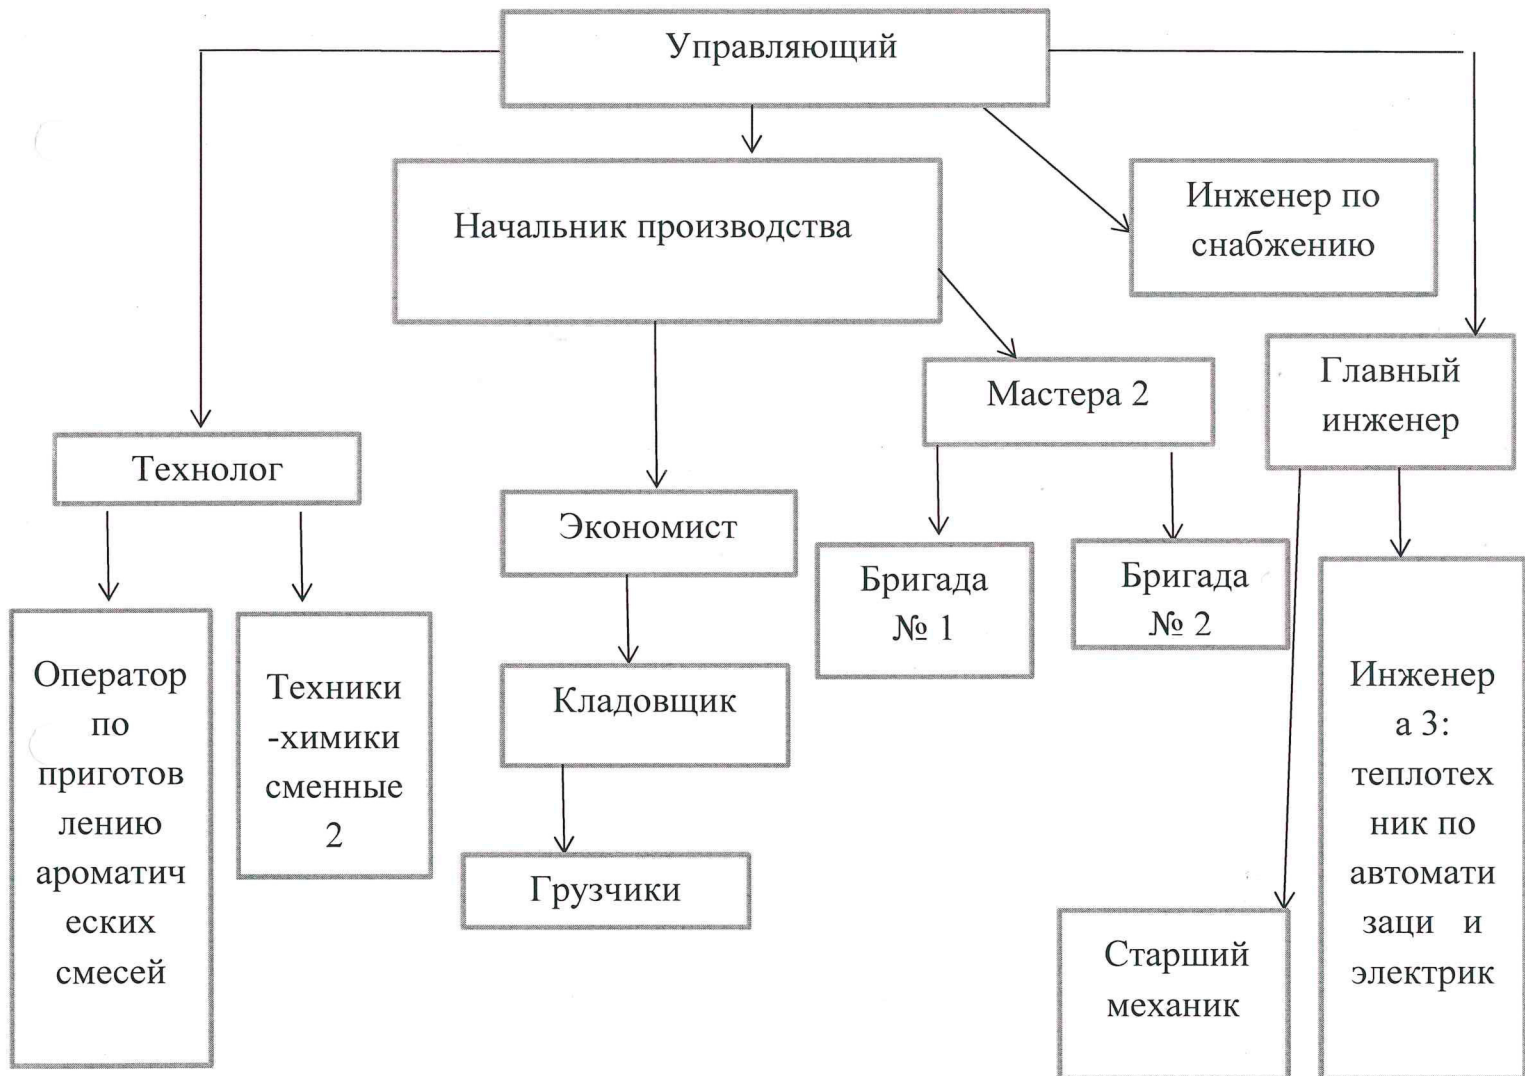 Управляющий
Начальник производства
Инженер по
снабжению
Мастера 2
Главный
инженер
Технолог
Экономист
Бригада
№ 1
Бригада
№ 2
Оператор
по
приготов
лению
ароматич
еских
смесей
Техники
-химики
сменные
2
Кладовщик
Грузчики
Инженер
а 3:
теплотех
ник по
автомати
заци и
электрик
Старший
механик